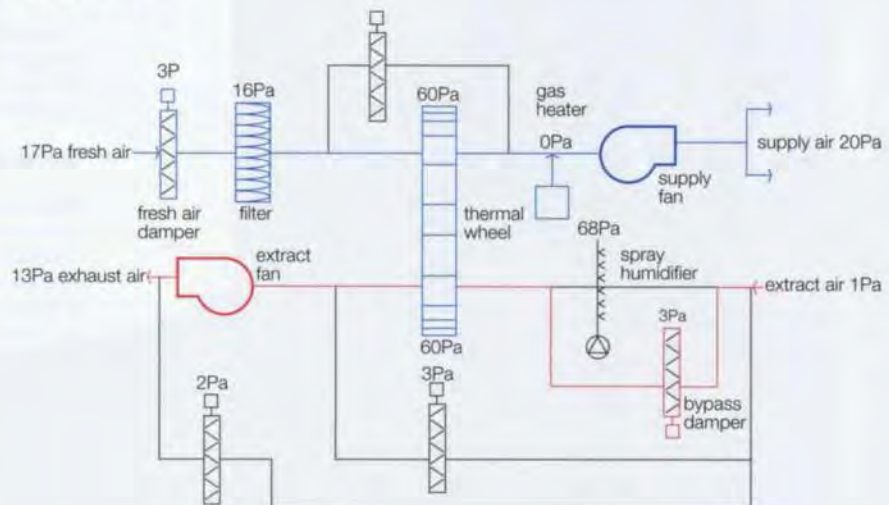 3P
16Pa
60Pa
gas
heater
0Pa
17Pa fresh air
supply air 20Pa
fresh air
damper
filter
thermal
wheel
supply
fan
68Pa
extract
fan
spray
humidifier
13Pa exhaust air
extract air 1Pa
3Pa
60Pa
2Pa
3Pa
bypass
damper